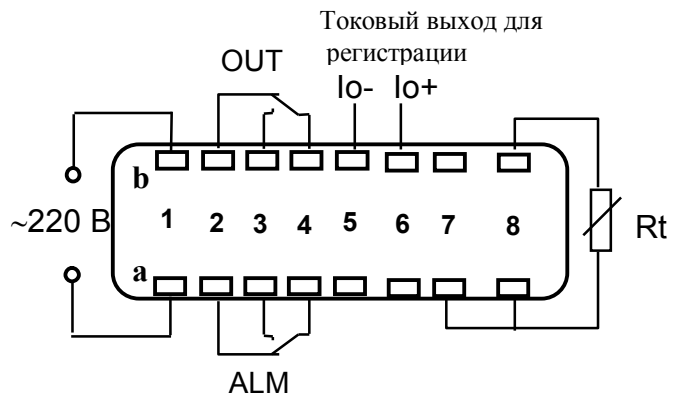 Токовый выход для
регистрации
OUT
Io- Io+
b
~220 В 1 2 3 4 5 6 7 8 Rt
a
ALM